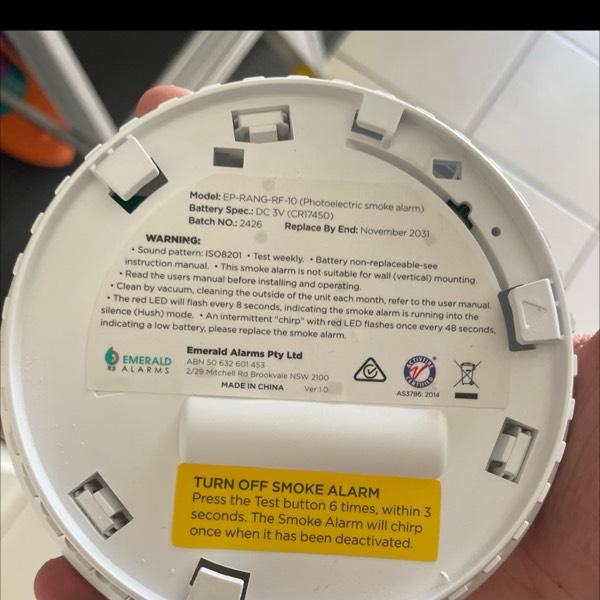 Model: EP-RANG-RF-10 (Photoelectric smoke alarm)
Battery Spec.: DC 3V (CR17450)
Batch NO.: 2426 Replace By End: November 2031
WARNING:
• Sound pattern: ISO8201 • Test weekly. • Battery non-replaceable-see
instruction manual. • This smoke alarm is not suitable for wall (vertical) mounting.
• Read the users manual before installing and operating.
• Clean by vacuum, cleaning the outside of the unit each month, refer to the user manual.
• The red LED will flash every 8 seconds, indicating the smoke alarm is running into the
silence (Hush) mode. • An intermittent "chirp" with red LED flashes once every 48 seconds,
indicating a low battery, please replace the smoke alarm.
EMERALD
ALARMS
Emerald Alarms Pty Ltd
ABN 50 632 601 453
2/29 Mitchell Rd Brookvale NSW 2100
MADE IN CHINA Ver:1.0
ACTIVFIRE
CERTIFIED
AS3786: 2014
TURN OFF SMOKE ALARM
Press the Test button 6 times, within 3
seconds. The Smoke Alarm will chirp
once when it has been deactivated.